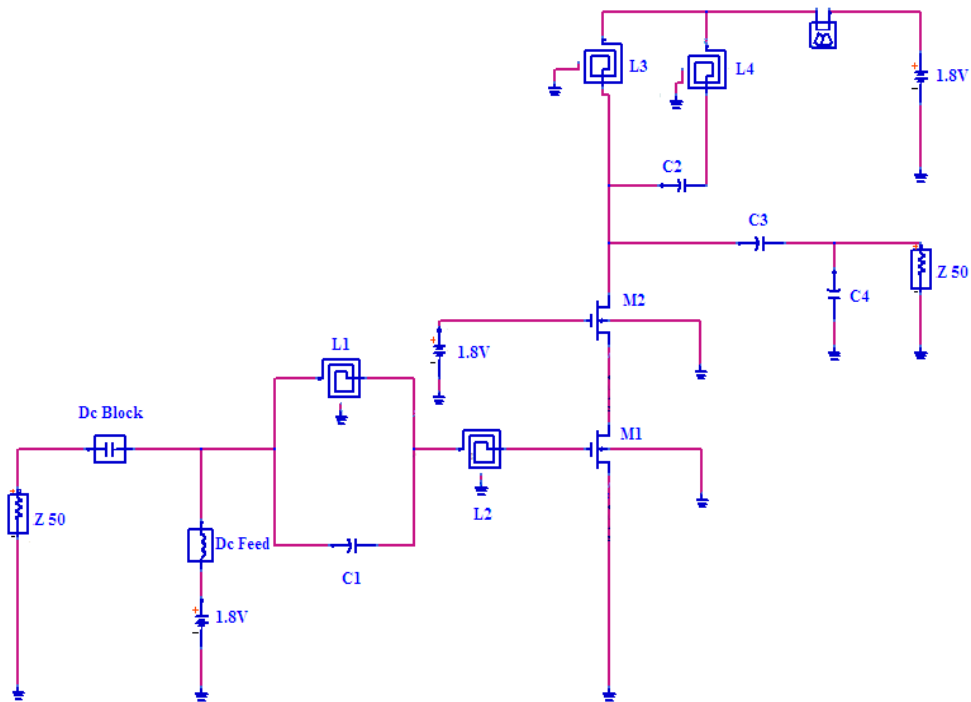 L3
L4
1.8V
C2
C3
Z 50
C4
M2
1.8V
L1
Dc Block
M1
L2
Z 50
Dc Feed
C1
1.8V